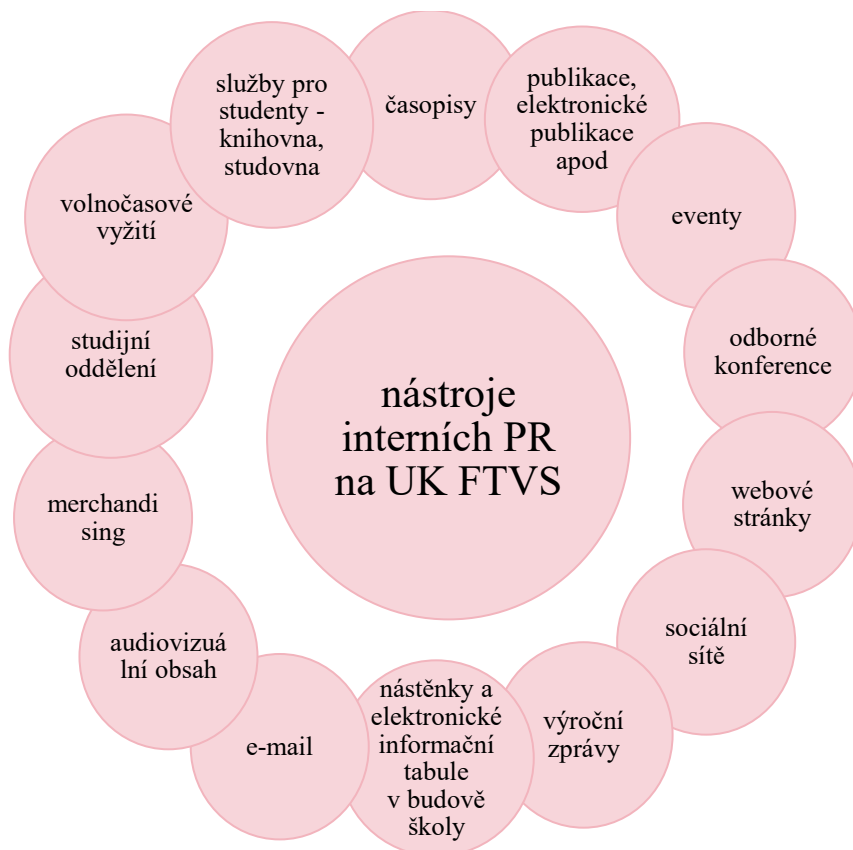 časopisy
publikace,
elektronické
publikace
apod
eventy
odborné
konference
webové
stránky
sociální
sítě
výroční
zprávy
nástěnky a
elektronické
informační
tabule
v budově
školy
e-mail
audiovizuá
lní obsah
merchandi
sing
studijní
oddělení
volnočasové
vyžití
služby pro
studenty -
knihovna,
studovna
nástroje
interních PR
na UK FTVS